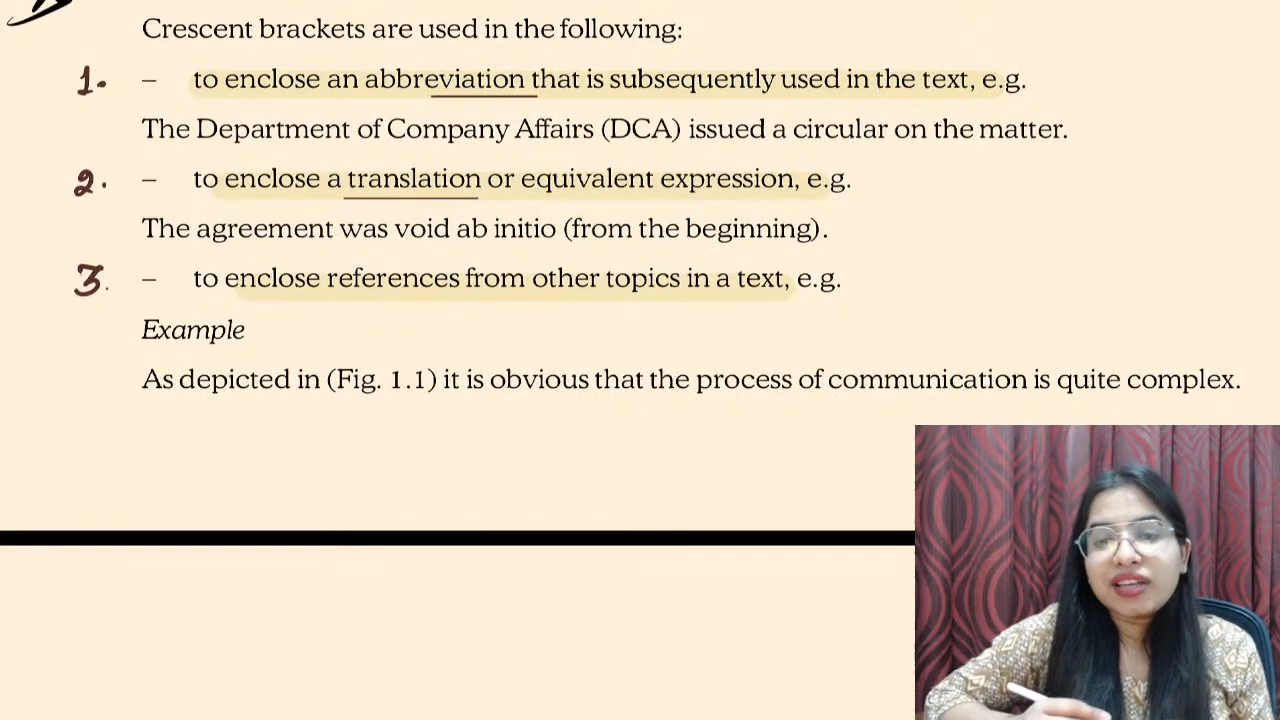 Crescent brackets are used in the following:
1. – to enclose an abbreviation that is subsequently used in the text, e.g.
The Department of Company Affairs (DCA) issued a circular on the matter.
2. – to enclose a translation or equivalent expression, e.g.
The agreement was void ab initio (from the beginning).
3. – to enclose references from other topics in a text, e.g.
Example
As depicted in (Fig. 1.1) it is obvious that the process of communication is quite complex.